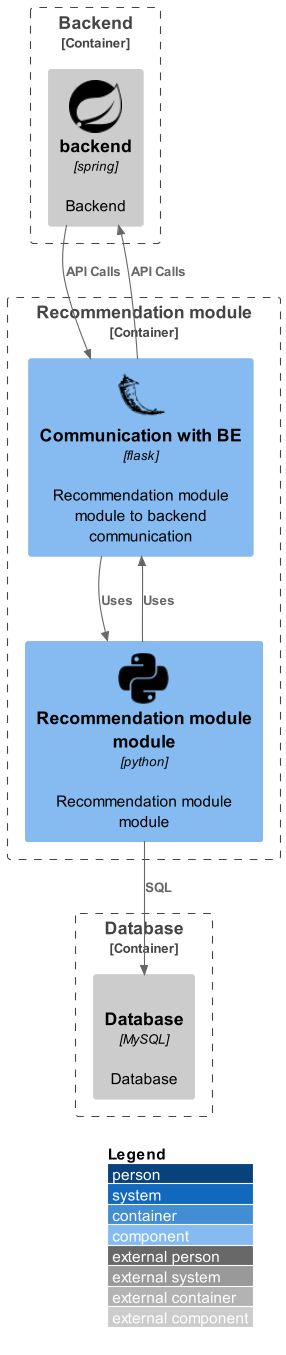 Backend
[Container]
backend
[spring]
Backend
API Calls
API Calls
Recommendation module
[Container]
Communication with BE
[flask]
Recommendation module
module to backend
communication
Uses
Uses
Recommendation module
module
[python]
Recommendation module
module
SQL
Database
[Container]
Database
[MySQL]
Database
Legend
person
system
container
component
external person
external system
external container
external component